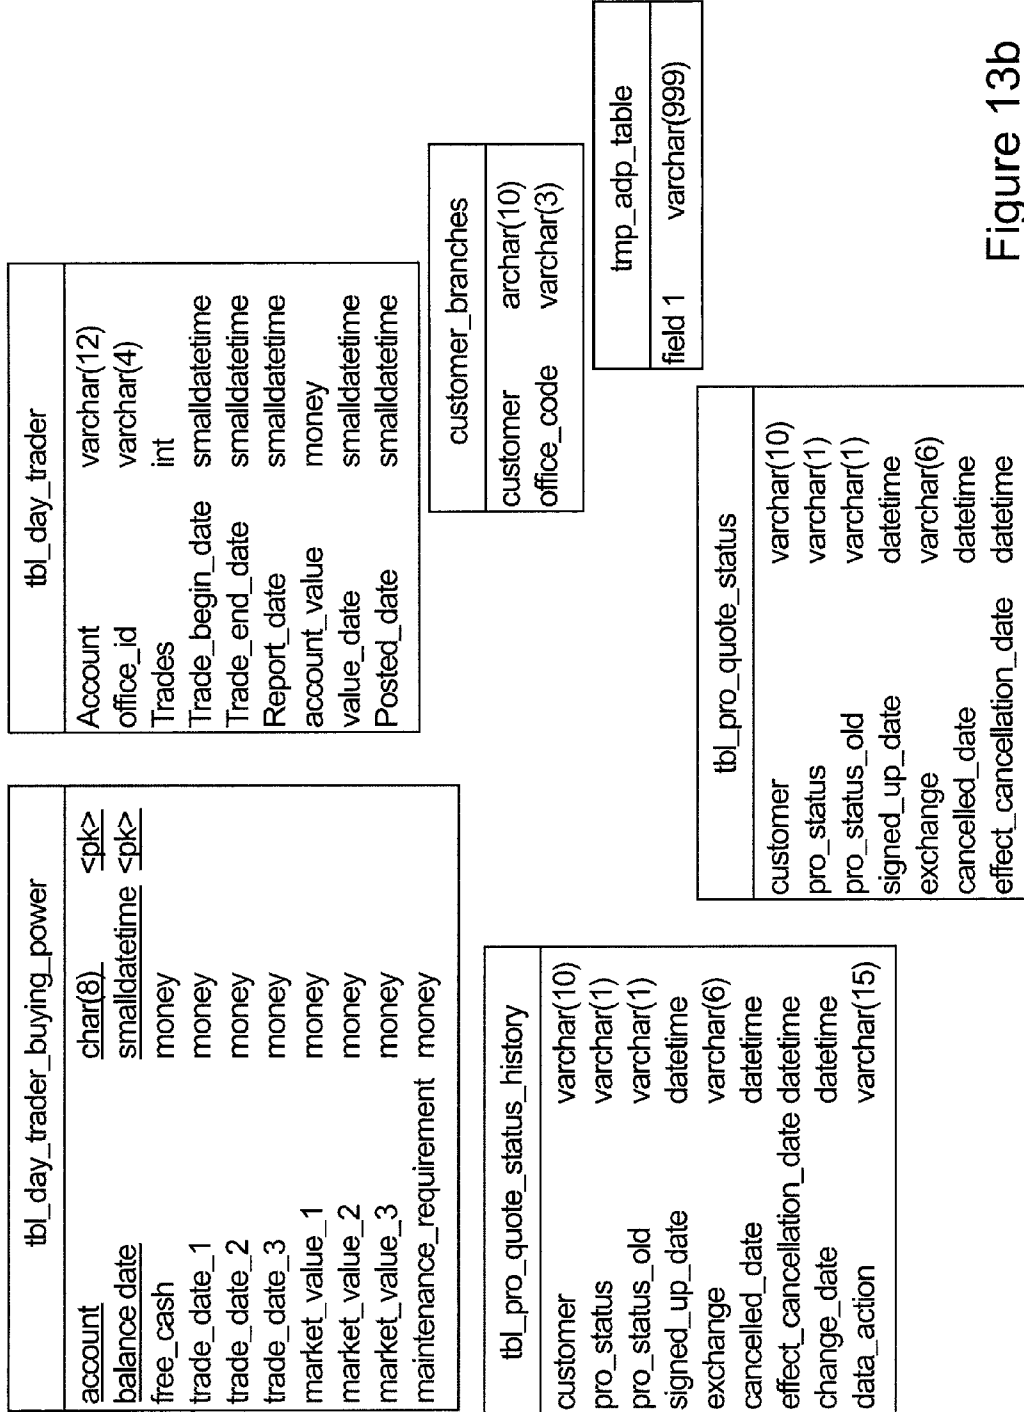 tbl_day_trader_buying_power
account char(8) <pk>
balance date smalldatetime <pk>
free_cash money
trade_date_1 money
trade_date_2 money
trade_date_3 money
market_value_1 money
market_value_2 money
market_value_3 money
maintenance_requirement money
tbl_day_trader
Account varchar(12)
office_id varchar(4)
Trades int
Trade_begin_date smalldatetime
Trade_end_date smalldatetime
Report_date smalldatetime
account_value money
value_date smalldatetime
Posted_date smalldatetime
customer_branches
customer archar(10)
office_code varchar(3)
tmp_adp_table
field 1 varchar(999)
tbl_pro_quote_status_history
customer varchar(10)
pro_status varchar(1)
pro_status_old varchar(1)
signed_up_date datetime
exchange varchar(6)
cancelled_date datetime
effect_cancellation_date datetime
change_date datetime
data_action varchar(15)
tbl_pro_quote_status
customer varchar(10)
pro_status varchar(1)
pro_status_old varchar(1)
signed_up_date datetime
exchange varchar(6)
cancelled_date datetime
effect_cancellation_date datetime
Figure 13b